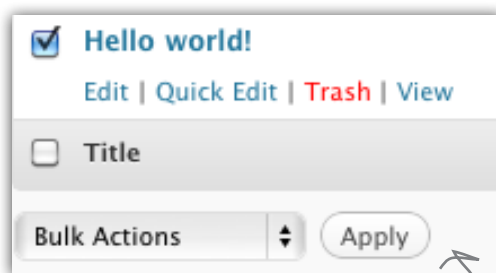 Hello world!
Edit | Quick Edit | Trash | View
Title
Bulk Actions Apply